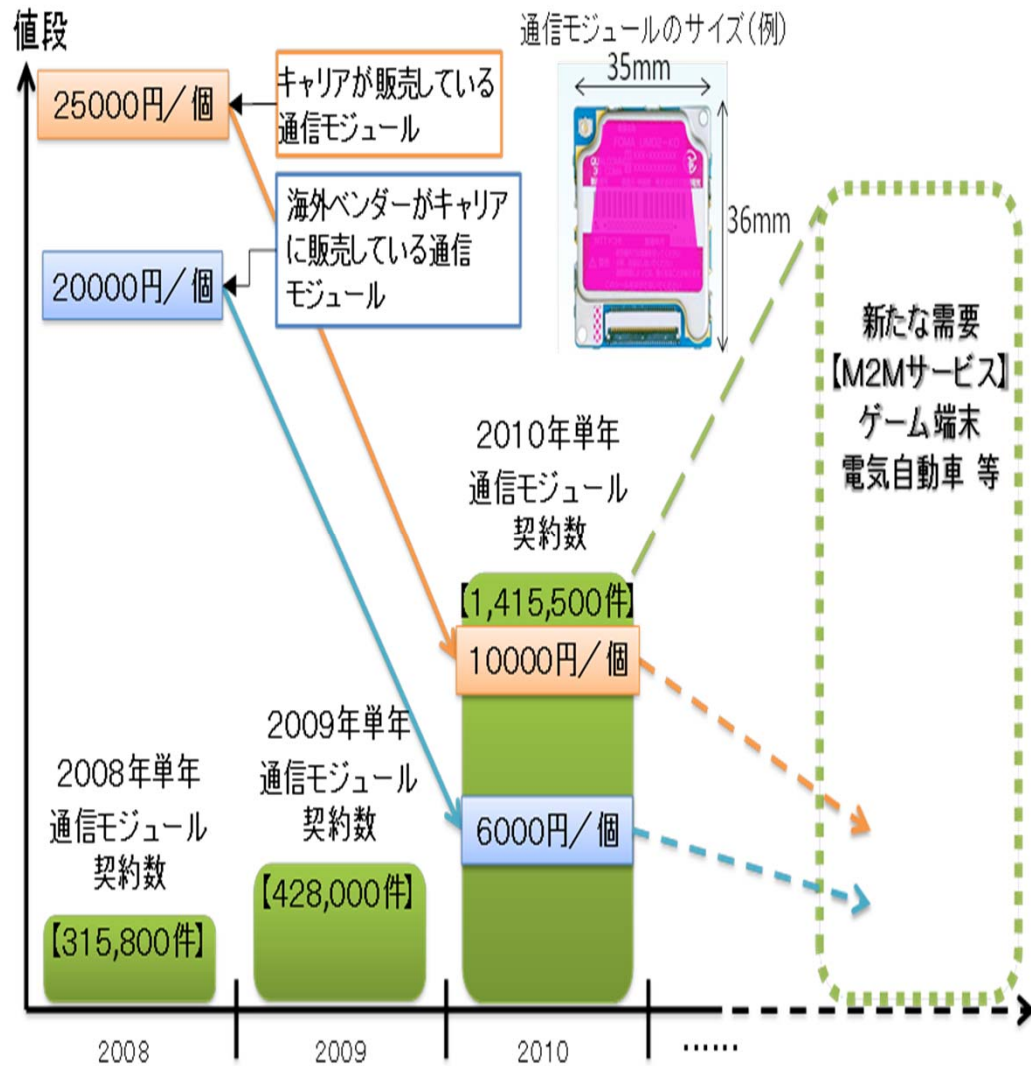 値段
通信モジュールのサイズ(例)
35mm
36mm
25000円／個
キャリアが販売している
通信モジュール
海外ベンダーがキャリア
に販売している通信
モジュール
20000円／個
新たな需要
【M2Mサービス】
ゲーム端末
電気自動車 等
2010年単年
通信モジュール
契約数
【1,415,500件】
10000円／個
6000円／個
2009年単年
通信モジュール
契約数
【428,000件】
2008年単年
通信モジュール
契約数
【315,800件】
2008
2009
2010
……